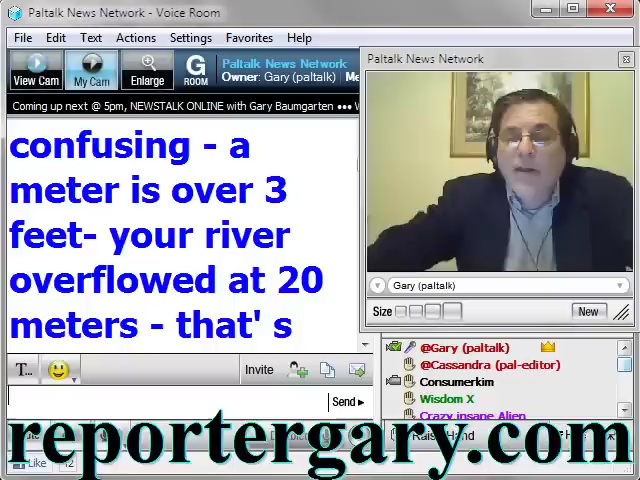 Paltalk News Network - Voice Room
File Edit Text Actions Settings Favorites Help
View Cam My Cam Enlarge G ROOM
Paltalk News Network
Owner: Gary (paltalk)
Coming up next @ 5pm, NEWSTALK ONLINE with Gary Baumgarten ●●●
confusing - a
meter is over 3
feet- your river
overflowed at 20
meters - that' s
Paltalk News Network
Gary (paltalk)
Size New
@Gary (paltalk)
@Cassandra (pal-editor)
Consumerkim
Wisdom X
Crazy insane Alien
T... Invite
Send
reportergary.com
Hand
Like